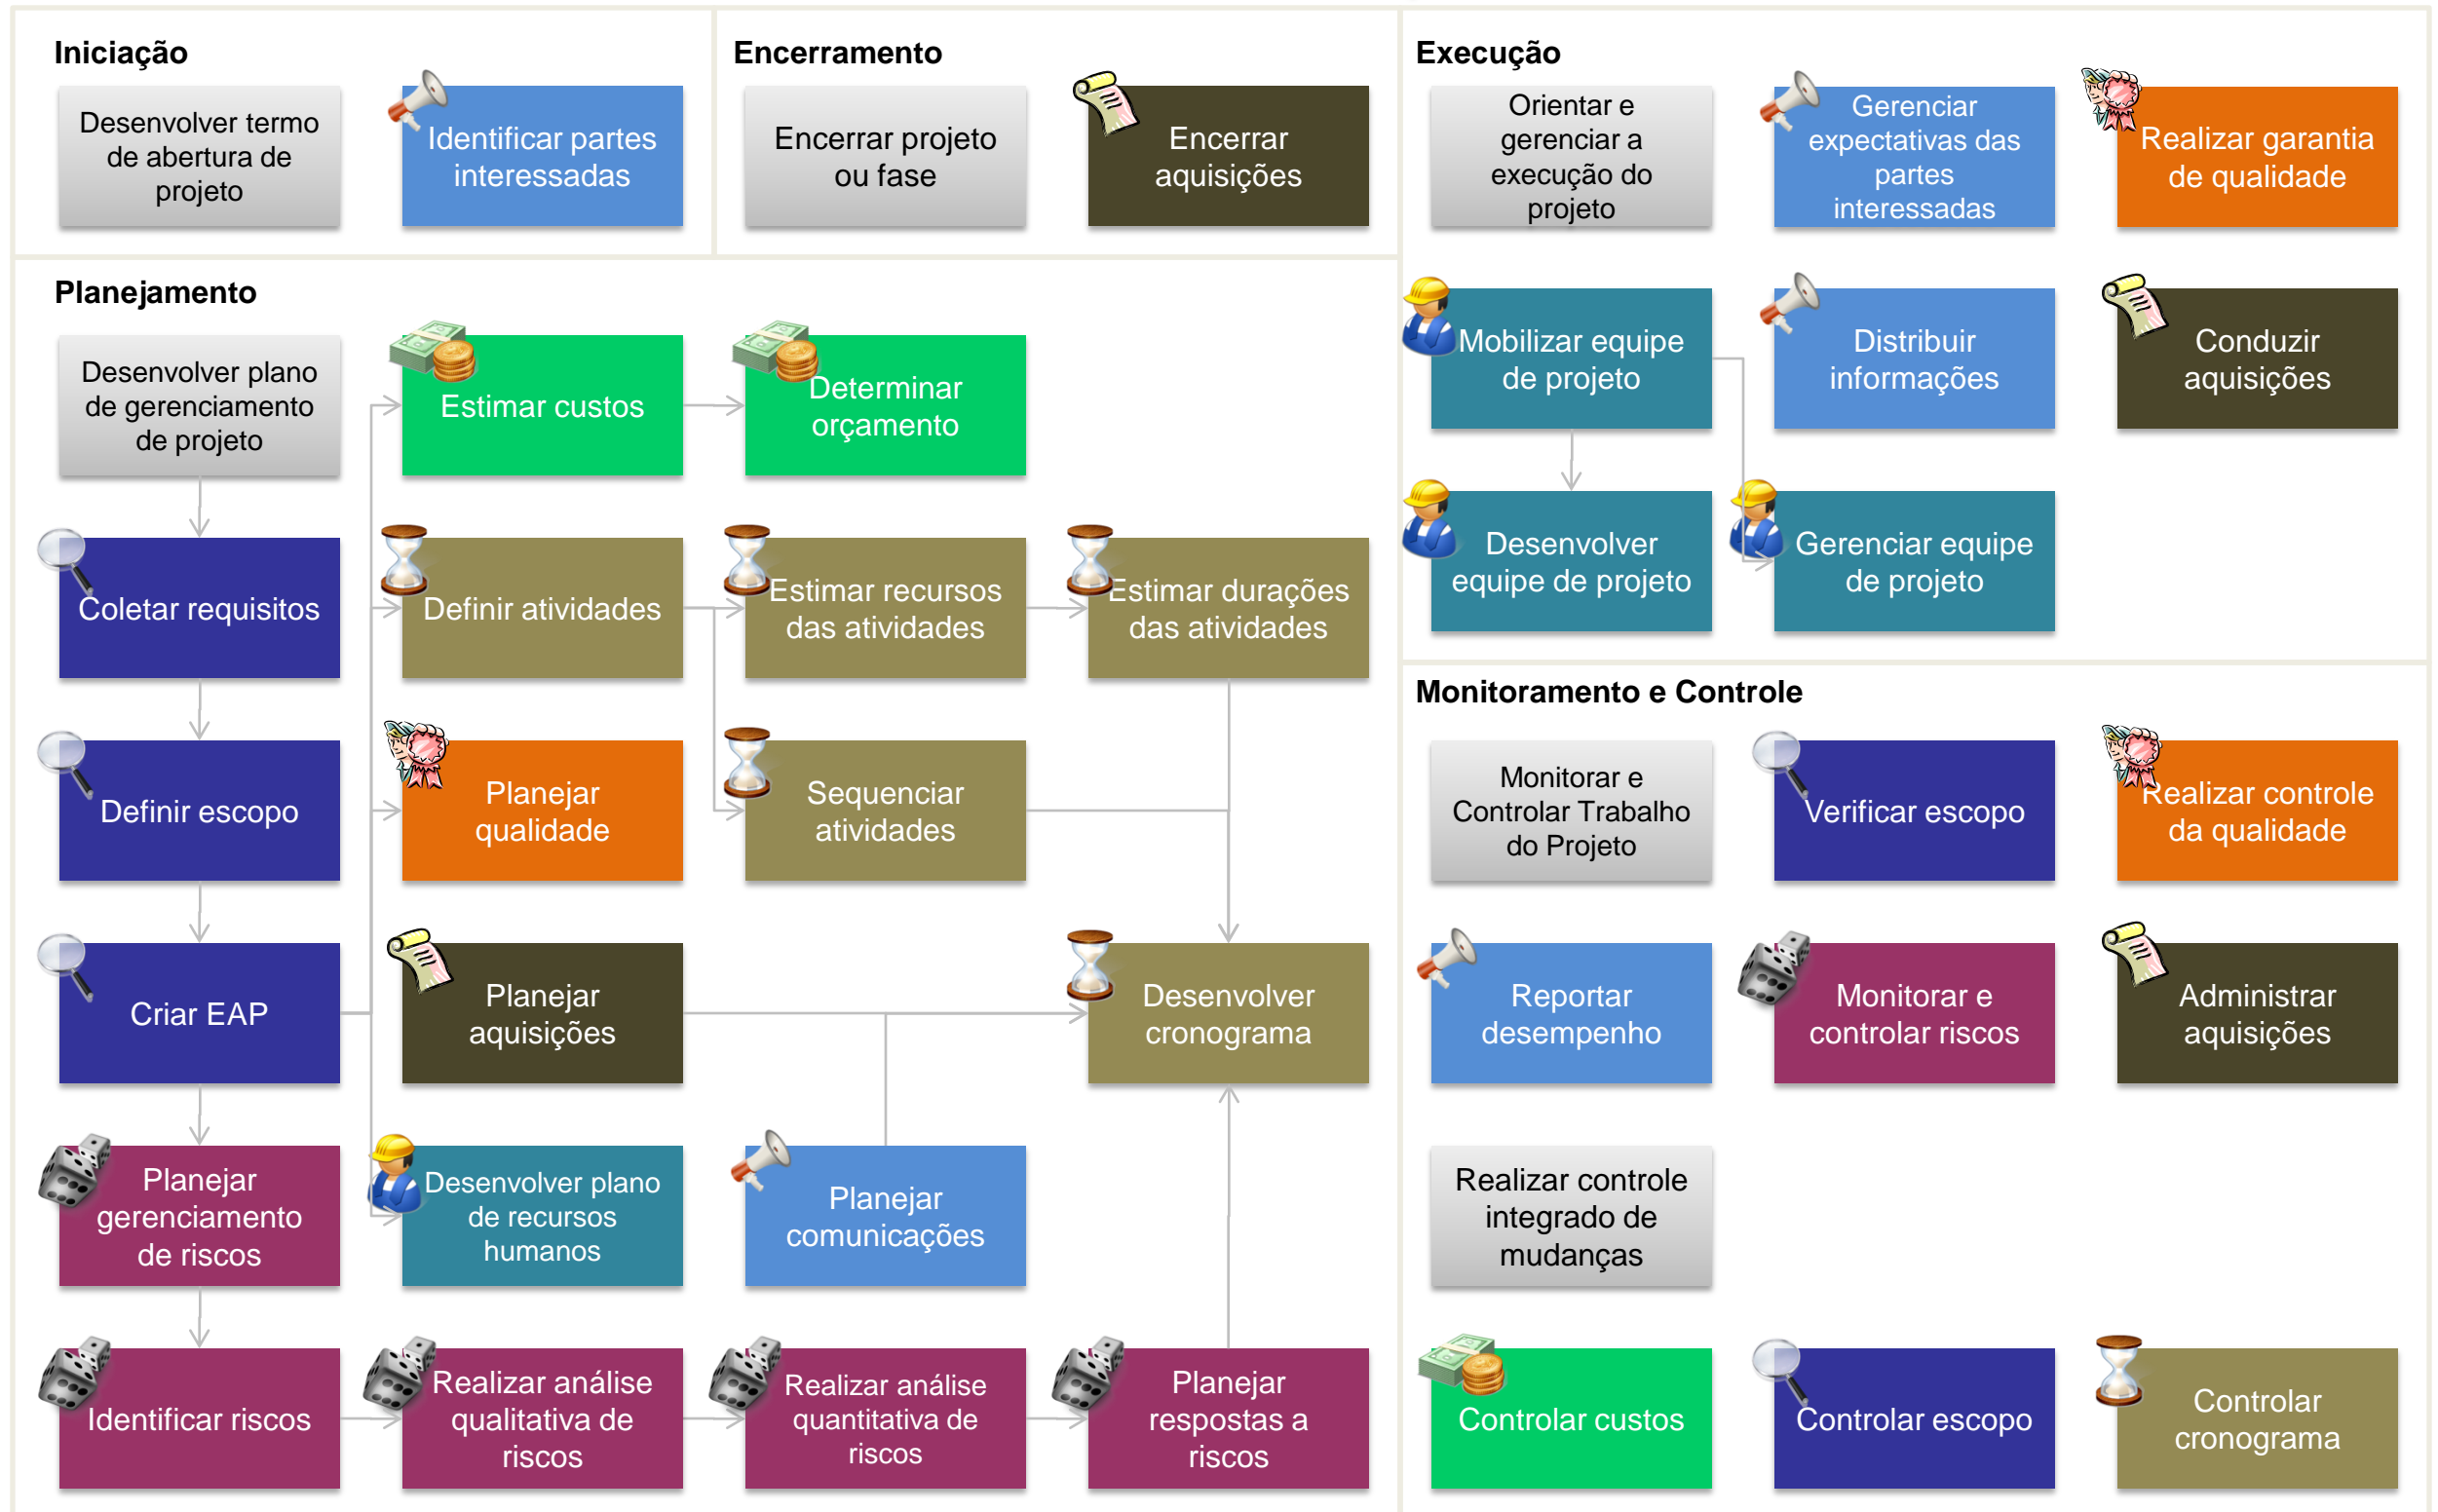 Iniciação
Desenvolver termo
de abertura de
projeto
Identificar partes
interessadas
Encerramento
Encerrar projeto
ou fase
Encerrar
aquisições
Execução
Orientar e
gerenciar a
execução do
projeto
Gerenciar
expectativas das
partes
interessadas
Realizar garantia
de qualidade
Mobilizar equipe
de projeto
Distribuir
informações
Conduzir
aquisições
Desenvolver
equipe de projeto
Gerenciar equipe
de projeto
Planejamento
Desenvolver plano
de gerenciamento
de projeto
Estimar custos
Determinar
orçamento
Coletar requisitos
Definir atividades
Estimar recursos
das atividades
Estimar durações
das atividades
Definir escopo
Planejar
qualidade
Sequenciar
atividades
Criar EAP
Planejar
aquisições
Desenvolver
cronograma
Planejar
gerenciamento
de riscos
Desenvolver plano
de recursos
humanos
Planejar
comunicações
Identificar riscos
Realizar análise
qualitativa de
riscos
Realizar análise
quantitativa de
riscos
Planejar
respostas a
riscos
Monitoramento e Controle
Monitorar e
Controlar Trabalho
do Projeto
Verificar escopo
Realizar controle
da qualidade
Reportar
desempenho
Monitorar e
controlar riscos
Administrar
aquisições
Realizar controle
integrado de
mudanças
Controlar custos
Controlar escopo
Controlar
cronograma